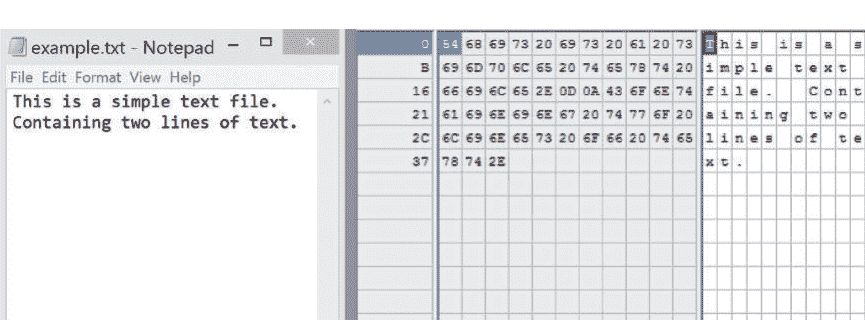 example.txt - Notepad
File Edit Format View Help
This is a simple text file.
Containing two lines of text.
0 54 68 69 73 20 69 73 20 61 20 73 T h i s i s a s
B 69 6D 70 6C 65 20 74 65 78 74 20 i m p l e t e x t
16 66 69 6C 65 2E 0D 0A 43 6F 6E 74 f i l e . C o n t
21 61 69 6E 69 6E 67 20 74 77 6F 20 a i n i n g t w o
2C 6C 69 6E 65 73 20 6F 66 20 74 65 l i n e s o f t e
37 78 74 2E x t .